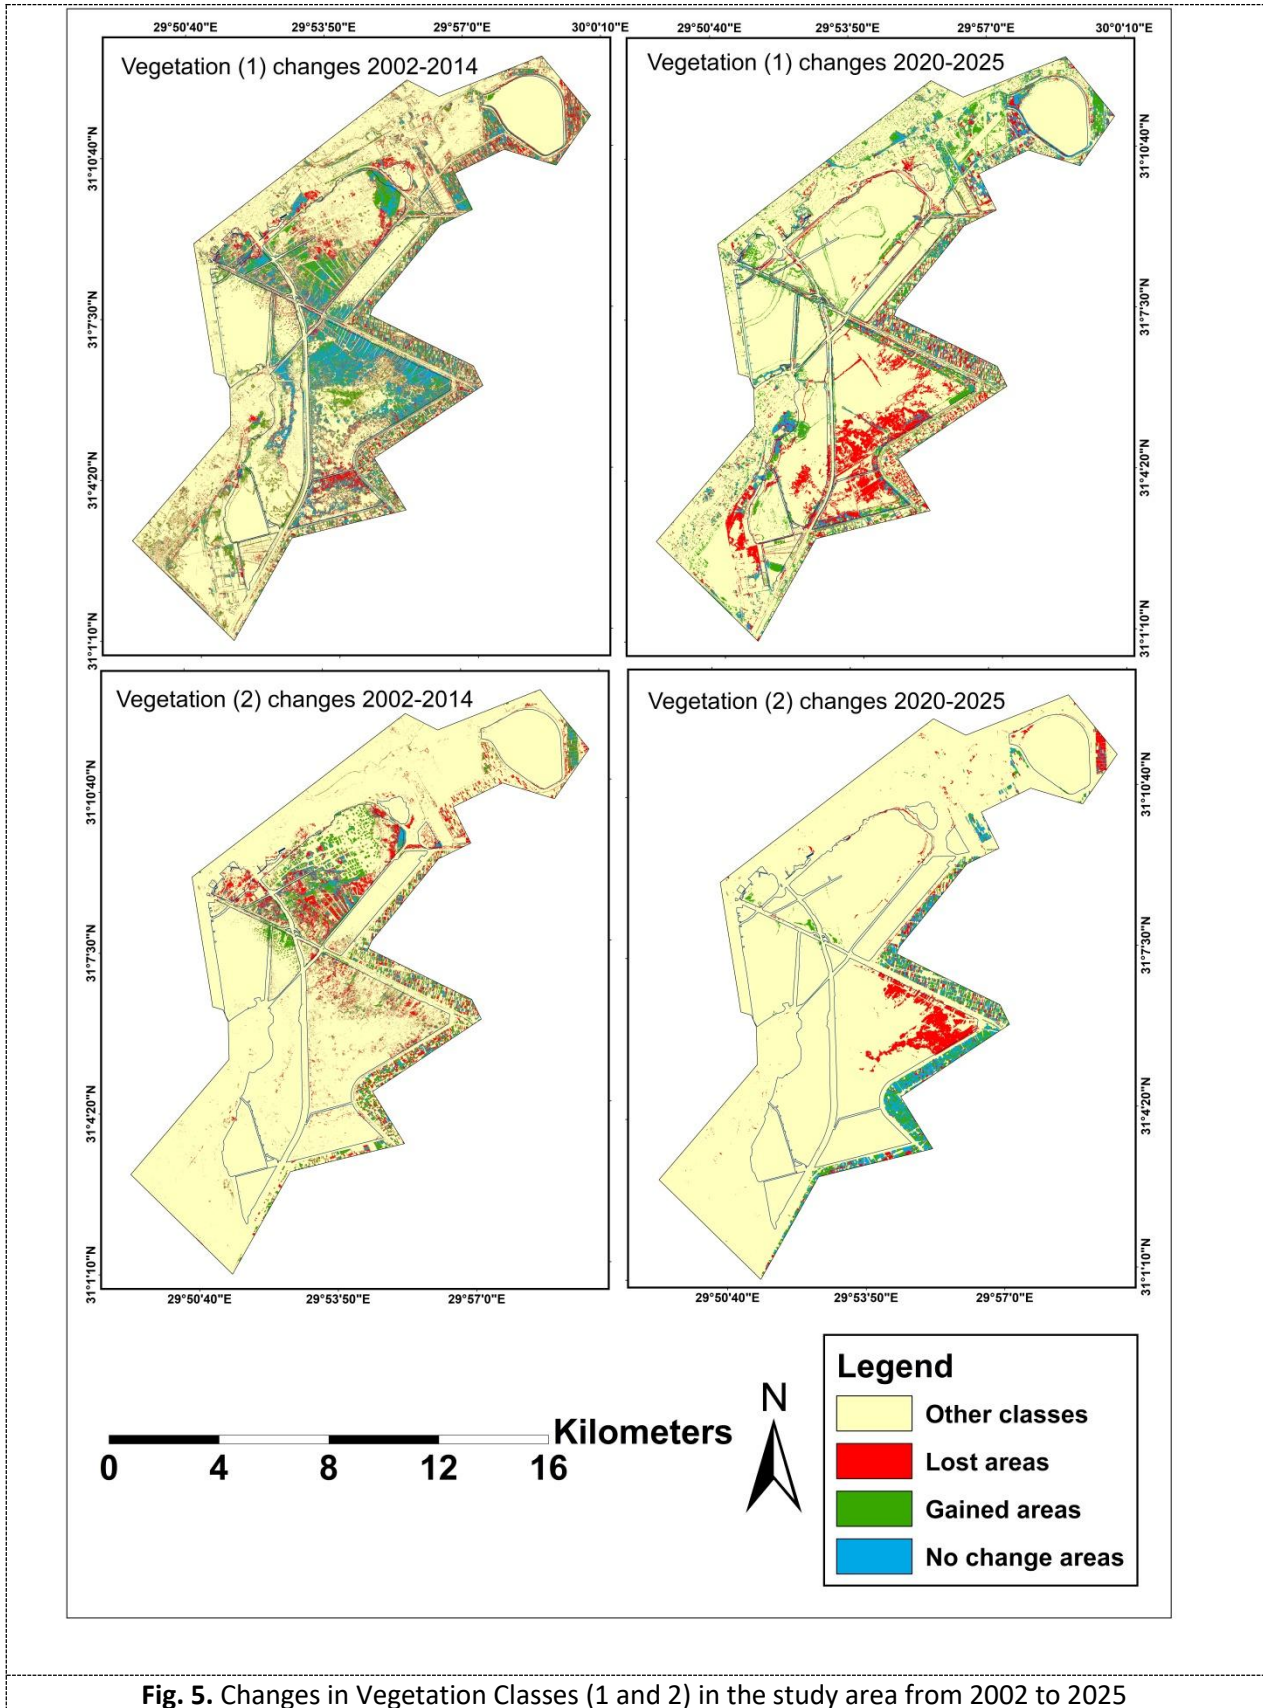 29°50'40"E 29°53'50"E 29°57'0"E 29°50'40"E 29°53'50"E 29°57'0"E 30°0'10"E
Vegetation (1) changes 2002-2014
Vegetation (1) changes 2020-2025
31°10'40"N
31°7'30"N
31°4'20"N
31°1'10"N
31°10'40"N
31°7'30"N
31°4'20"N
31°1'10"N
Vegetation (2) changes 2002-2014
Vegetation (2) changes 2020-2025
31°10'40"N
31°7'30"N
31°4'20"N
31°1'10"N
31°10'40"N
31°7'30"N
31°4'20"N
31°1'10"N
29°50'40"E 29°53'50"E 29°57'0"E 29°50'40"E 29°53'50"E 29°57'0"E
Kilometers
0 4 8 12 16
N
Legend
Other classes
Lost areas
Gained areas
No change areas
Fig. 5. Changes in Vegetation Classes (1 and 2) in the study area from 2002 to 2025